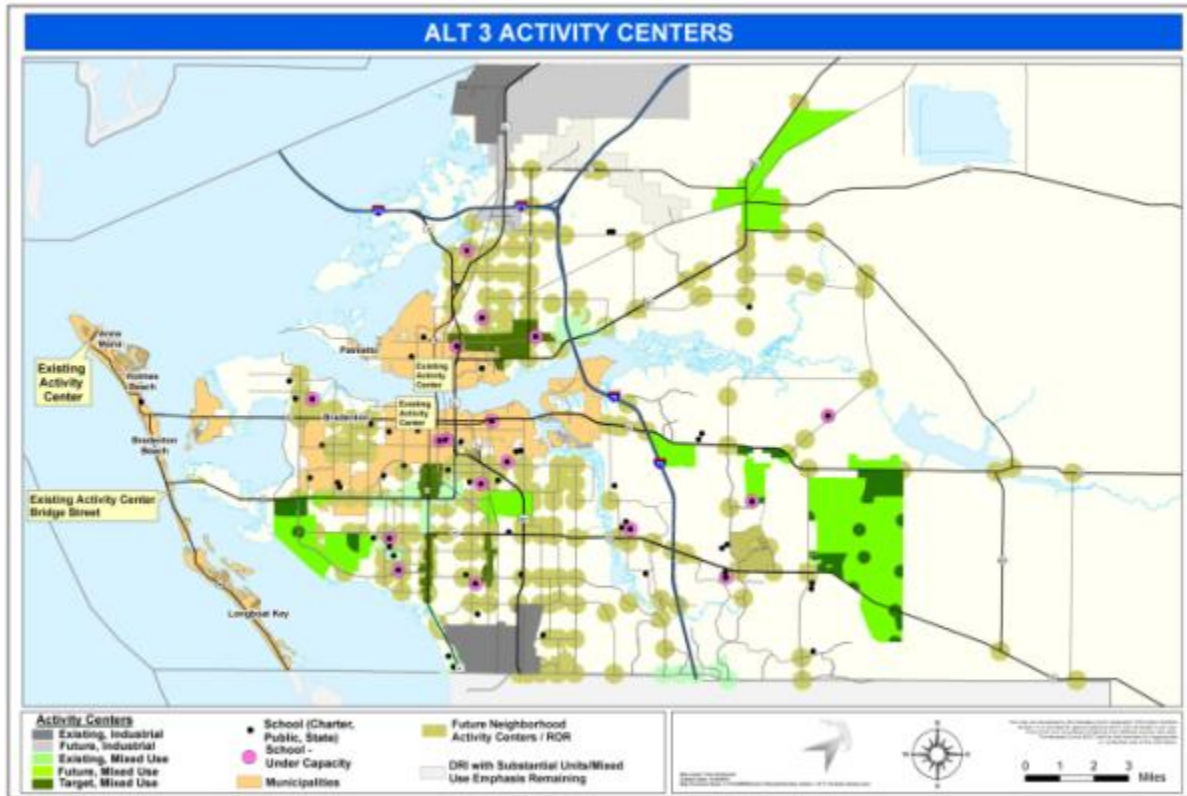 ALT 3 ACTIVITY CENTERS
Anna
Maria
Existing
Activity
Center
Holmes
Beach
Palmetto
Existing
Activity
Center
Existing
Activity
Center
Bradenton
Bradenton
Beach
Existing Activity Center
Bridge Street
Longboat Key
Activity Centers
Existing, Industrial
Future, Industrial
Existing, Mixed Use
Future, Mixed Use
Target, Mixed Use
School (Charter,
Public, State)
School -
Under Capacity
Municipalities
Future Neighborhood
Activity Centers / ROR
DRI with Substantial Units/Mixed
Use Emphasis Remaining
N
0 1 2 3
Miles